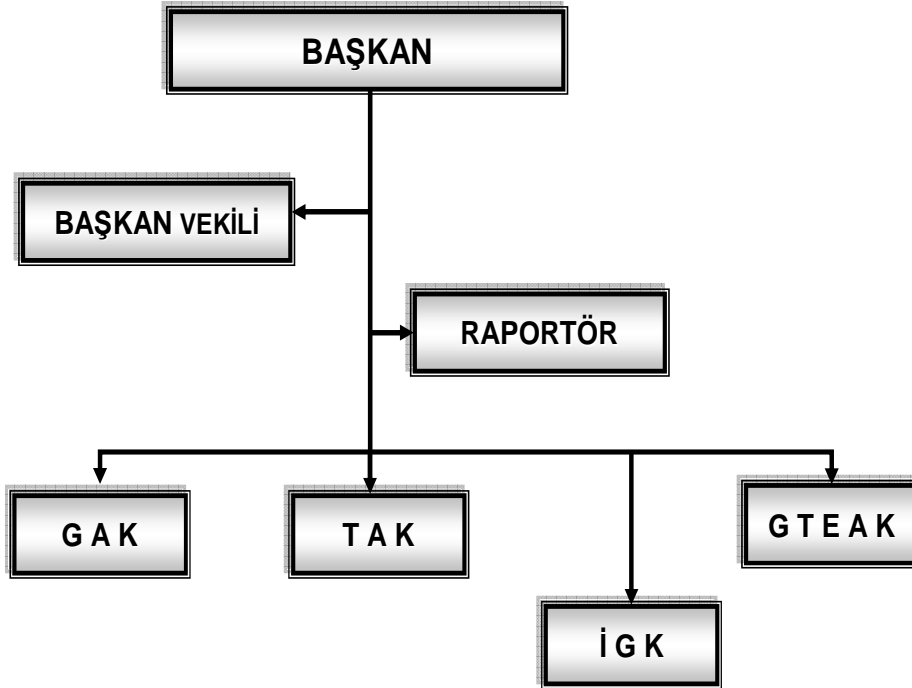 BAŞKAN
BAŞKAN VEKİLİ
RAPORTÖR
G A K
T A K
G T E A K
İ G K